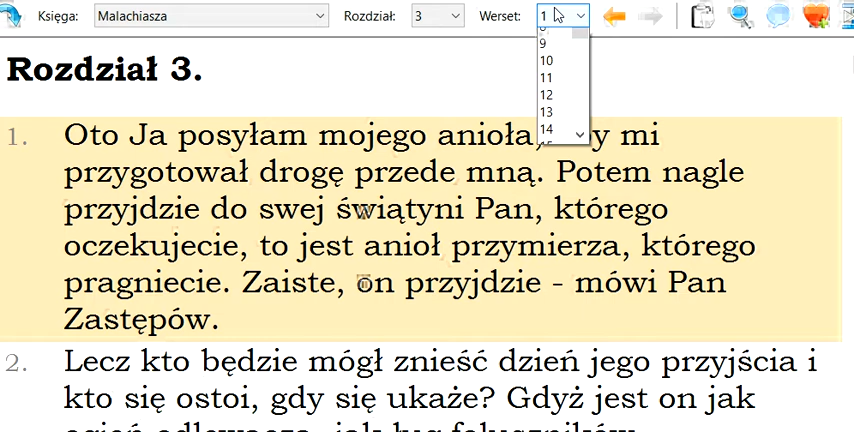 Księga: Malachiasza Rozdział: 3 Werset: 1
9
10
11
12
13
14
Rozdział 3.
1. Oto Ja posyłam mojego anioła, mi
przygotował drogę przede mną. Potem nagle
przyjdzie do swej świątyni Pan, którego
oczekujecie, to jest anioł przymierza, którego
pragniecie. Zaiste, on przyjdzie - mówi Pan
Zastępów.
2. Lecz kto będzie mógł znieść dzień jego przyjścia i
kto się ostoi, gdy się ukaże? Gdyż jest on jak